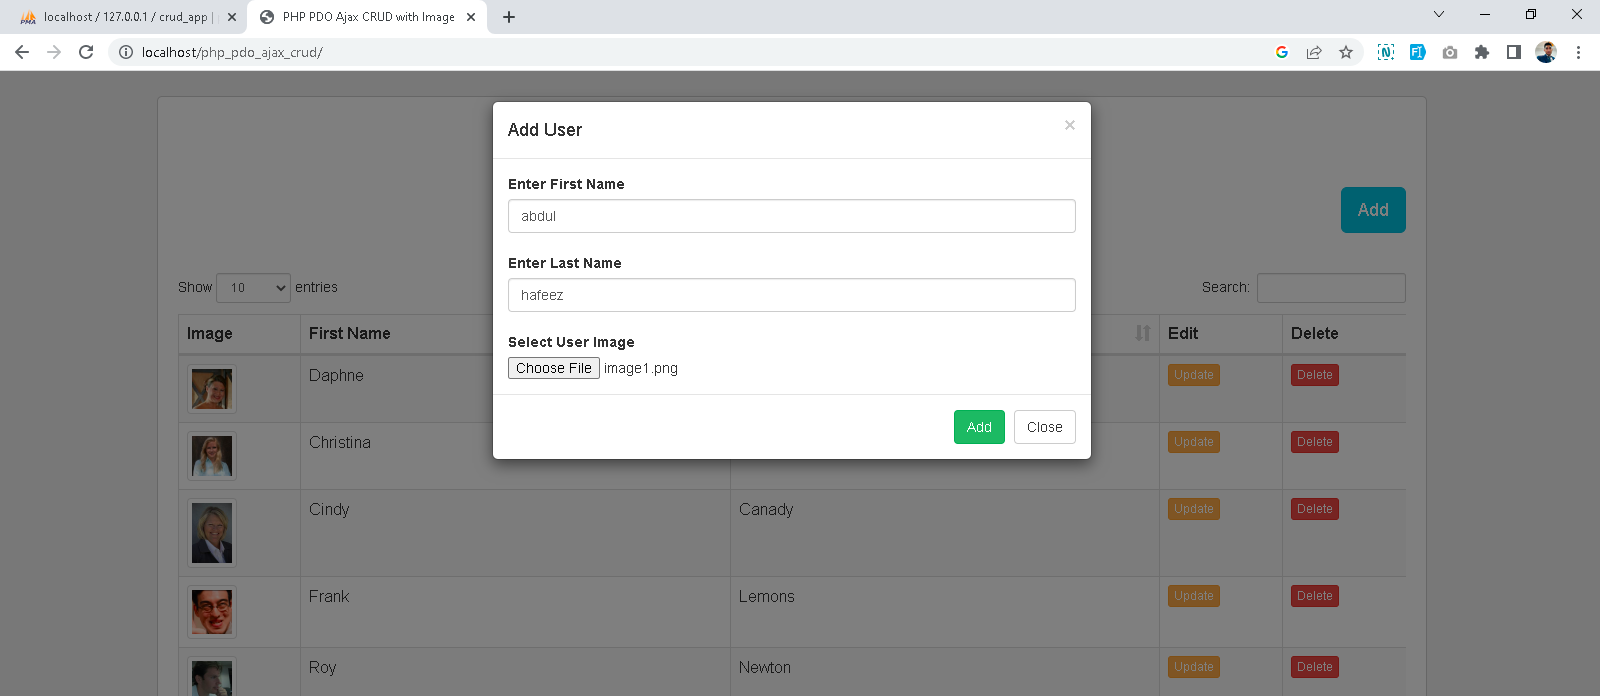 PMA localhost / 127.0.0.1 / crud_app |
PHP PDO Ajax CRUD with Image
localhost/php_pdo_ajax_crud/
Add User ×
Enter First Name
abdul
Add
Enter Last Name
hafeez
Show 10 entries
Search:
Select User Image
Choose File image1.png
Add Close
Image First Name Edit Delete
Daphne Update Delete
Christina Update Delete
Cindy Canady Update Delete
Frank Lemons Update Delete
Roy Newton Update Delete